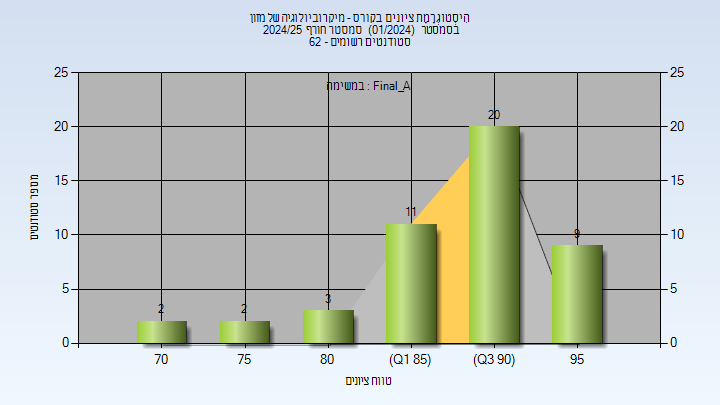 היסטוגרמת ציונים בקורס - מיקרוביולוגיה של מזון
בסמסטר (01/2024) סמסטר חורף 2024/25
סטודנטים רשומים - 62
במשימה : Final_A
25
20
15
10
5
0
25
20
15
10
5
0
מספר סטודנטים
2
2
3
11
20
9
70
75
80
(Q1 85)
(Q3 90)
95
טווח ציונים